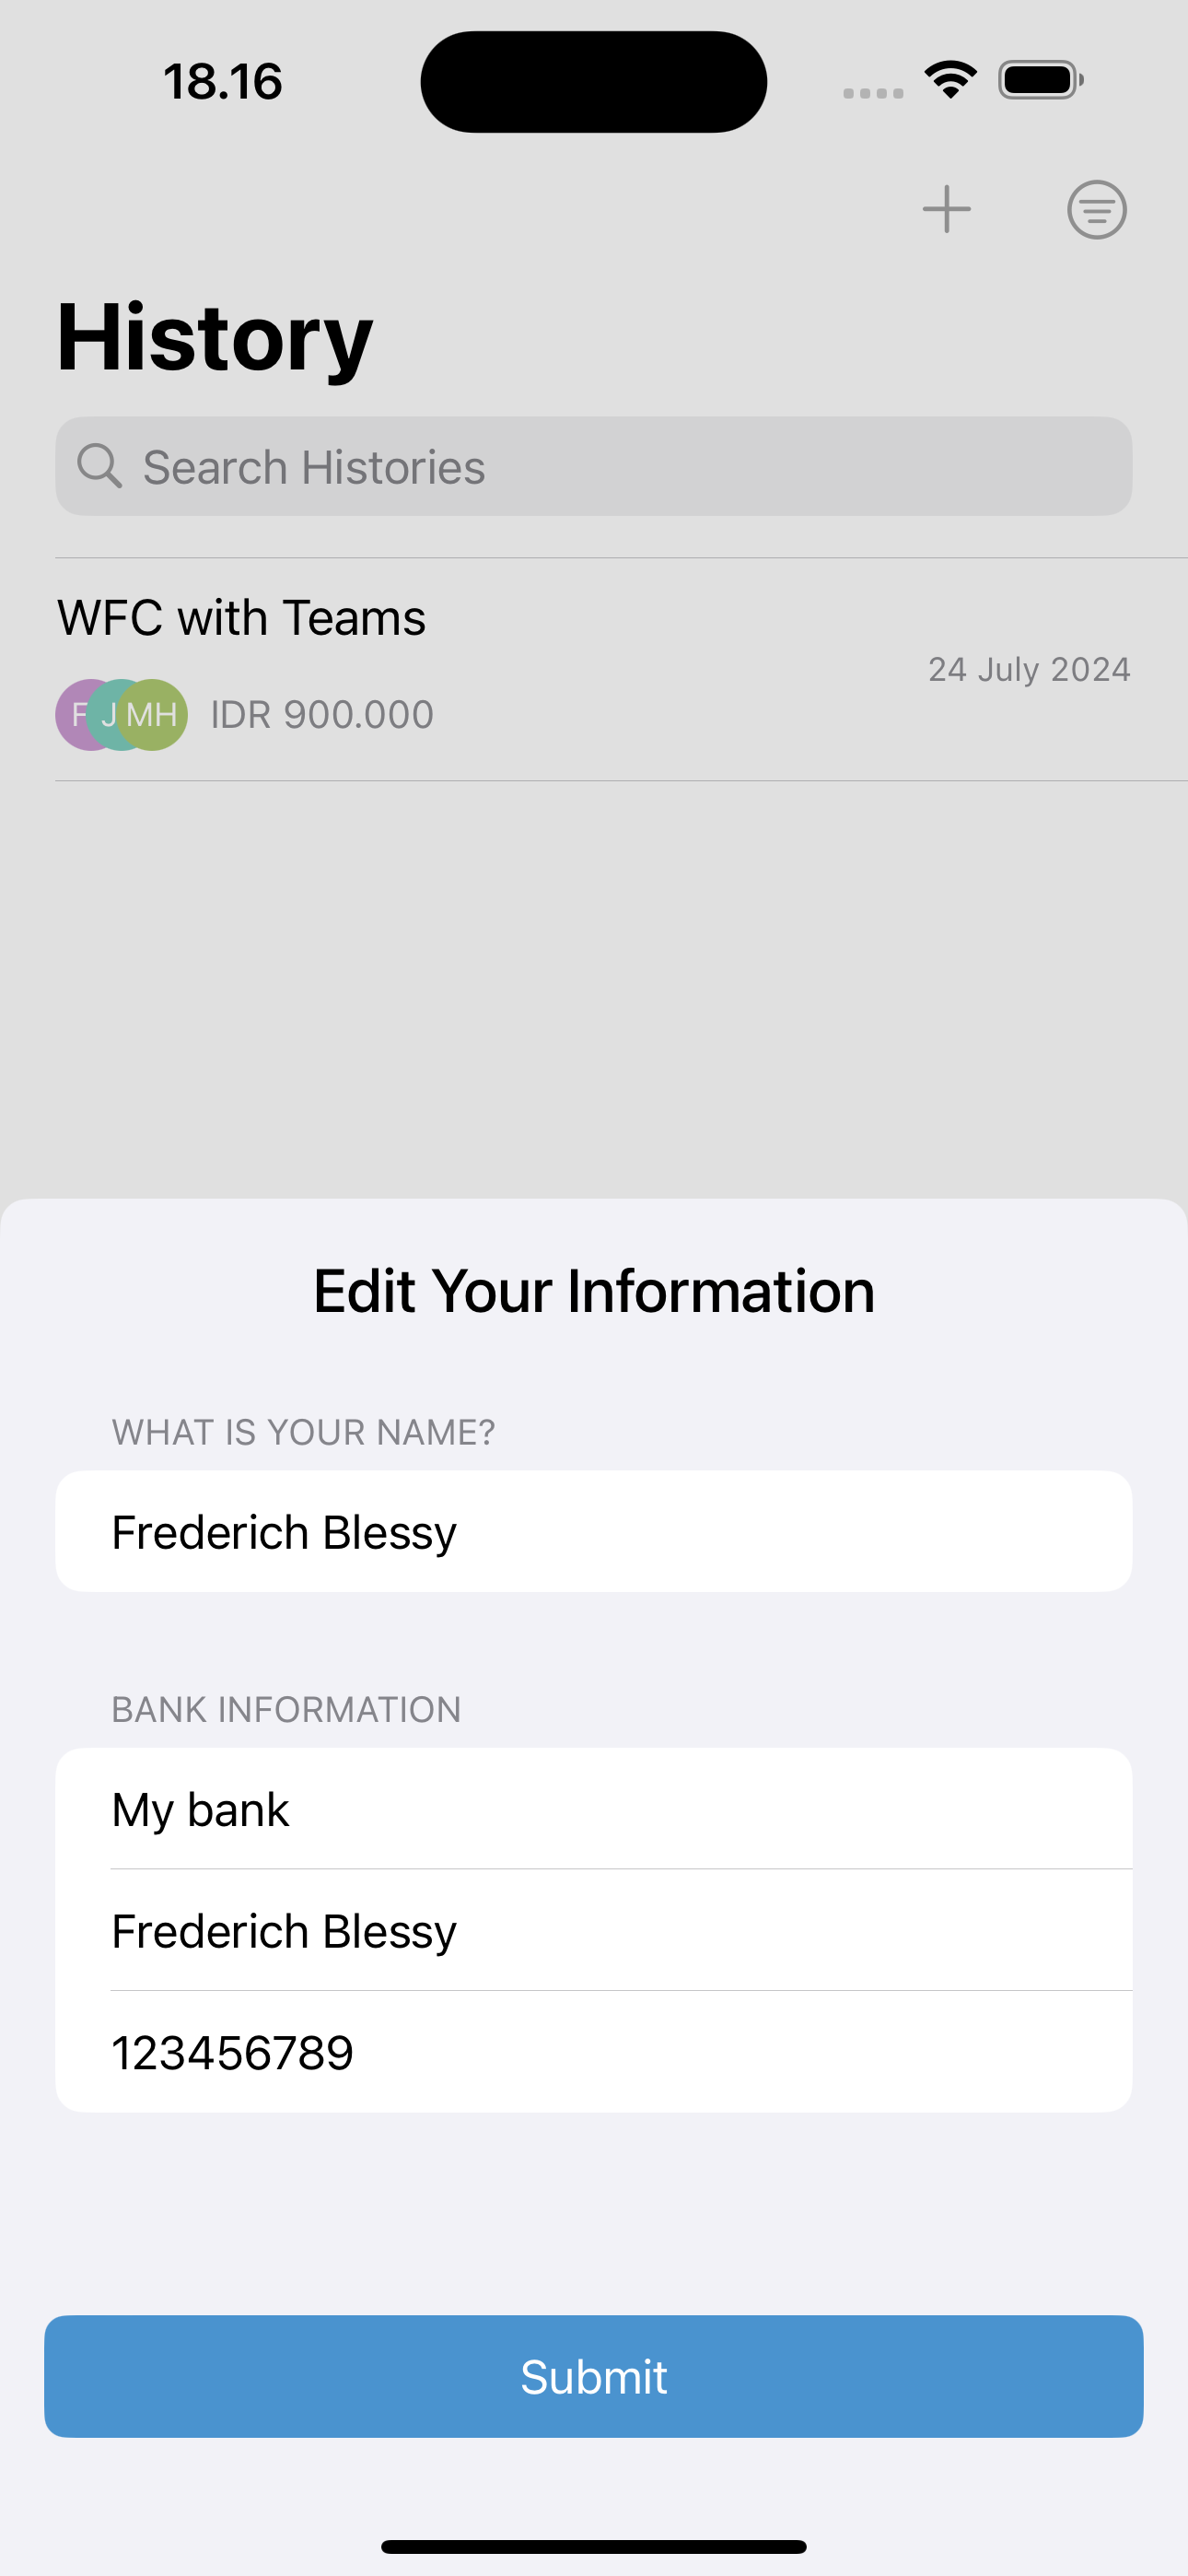 18.16
History
Search Histories
WFC with Teams
24 July 2024
F J MH IDR 900.000
Edit Your Information
WHAT IS YOUR NAME?
Frederich Blessy
BANK INFORMATION
My bank
Frederich Blessy
123456789
Submit